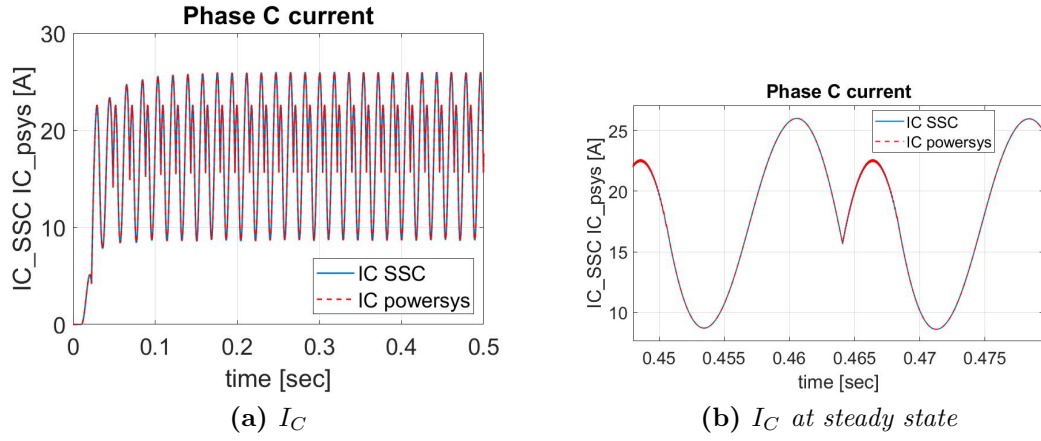 Phase C current
IC_SSC IC_psys [A]
30
20
10
0
IC SSC
IC powersys
0 0.1 0.2 0.3 0.4 0.5
time [sec]
(a) I_C
Phase C current
IC_SSC IC_psys [A]
25
20
15
10
IC SSC
IC powersys
0.45 0.455 0.46 0.465 0.47 0.475
time [sec]
(b) I_C at steady state